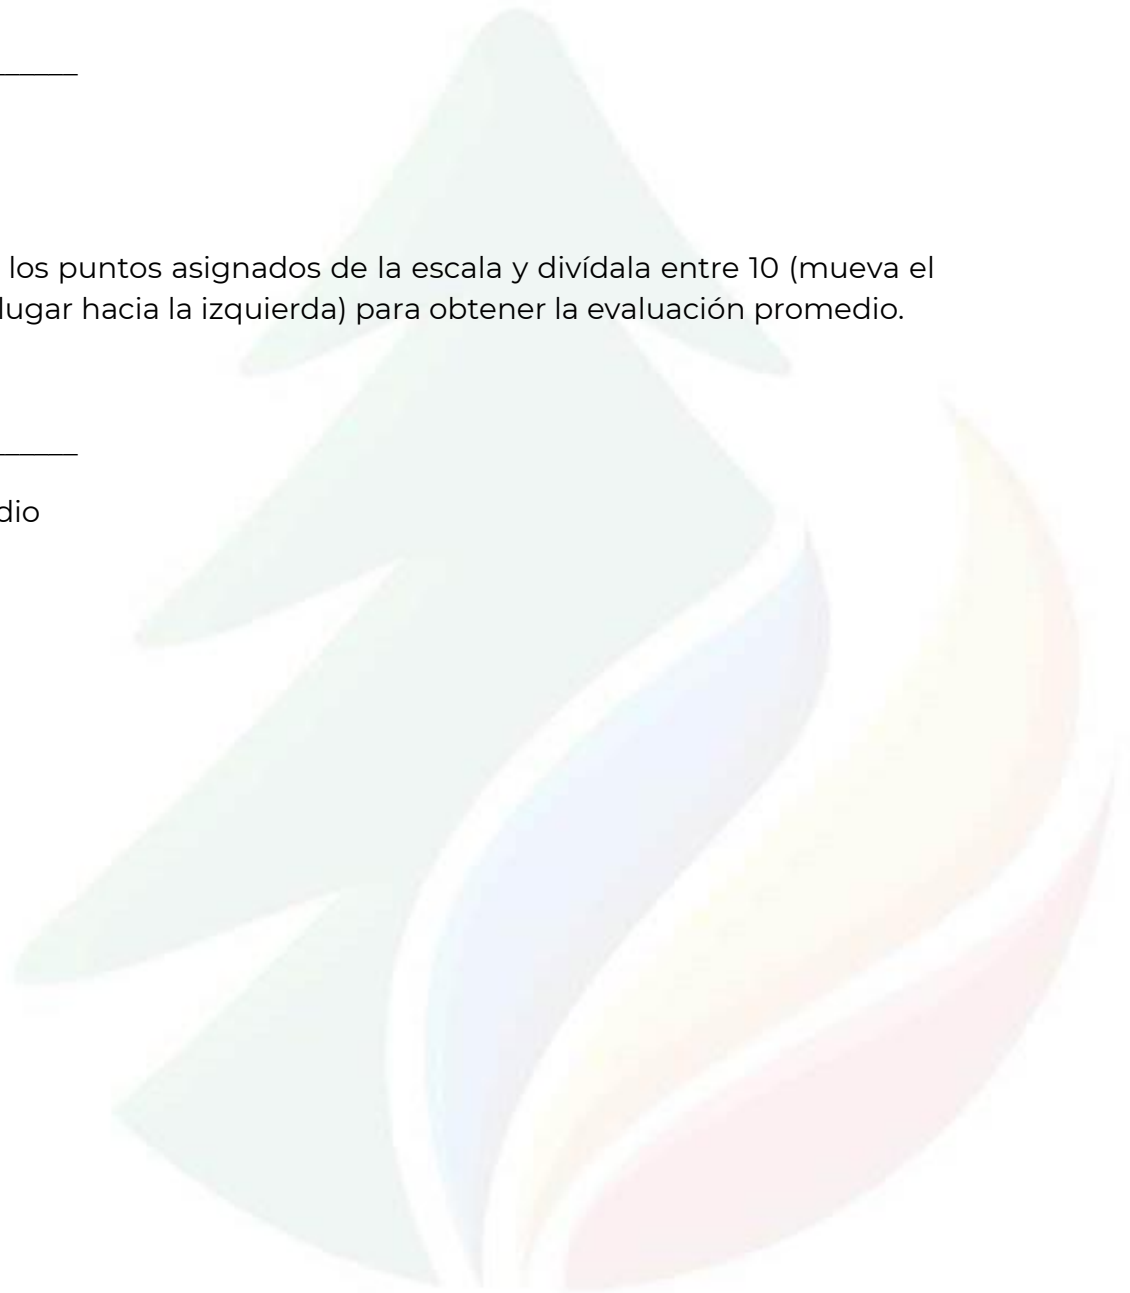 los puntos asignados de la escala y divídala entre 10 (mueva el
lugar hacia la izquierda) para obtener la evaluación promedio.
dio